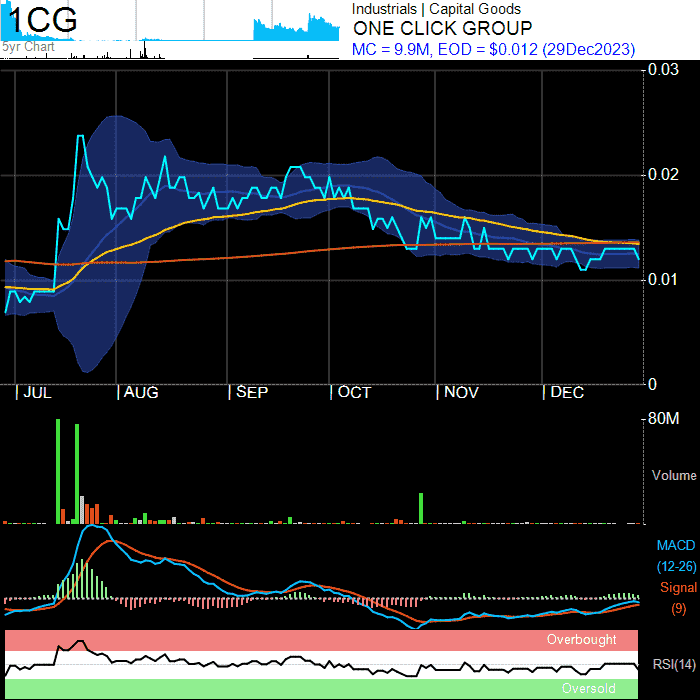 1CG
5yr Chart
Industrials | Capital Goods
ONE CLICK GROUP
MC = 9.9M, EOD = $0.012 (29Dec2023)
0.03
0.02
0.01
0
| JUL | AUG | SEP | OCT | NOV | DEC
80M
Volume
MACD
(12-26)
Signal
(9)
Overbought
RSI(14)
Oversold